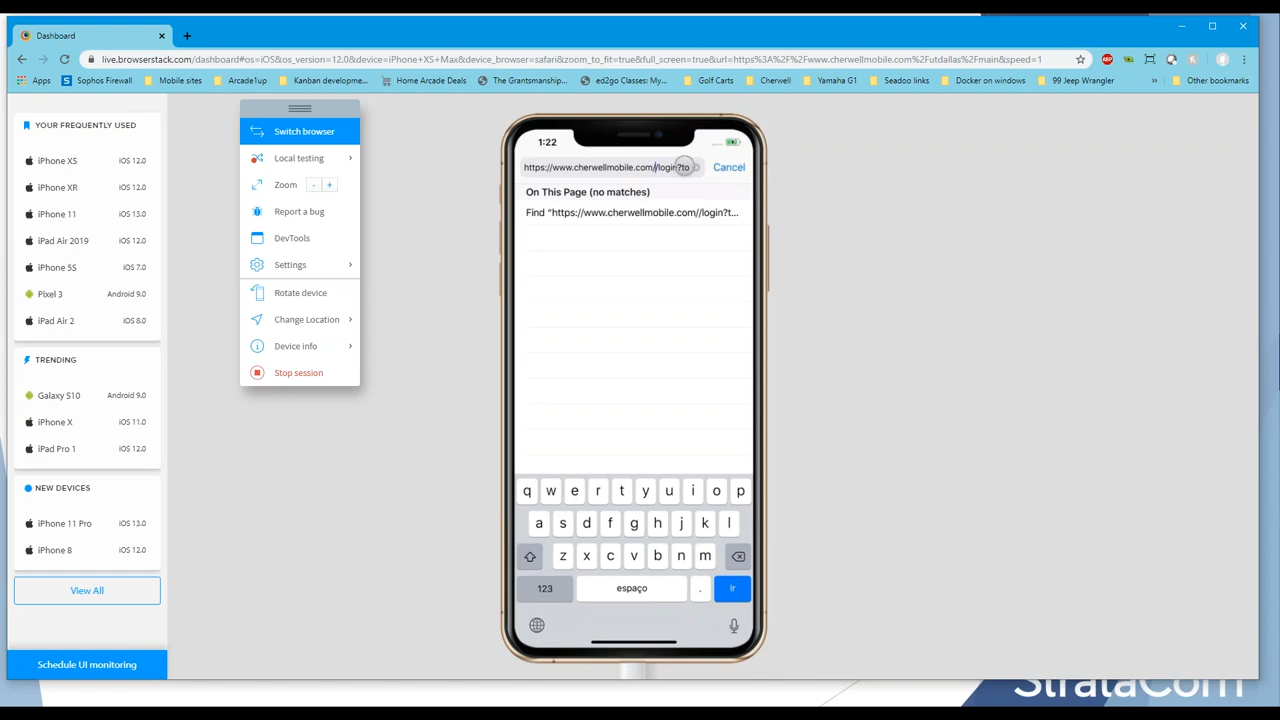 Dashboard
live.browserstack.com/dashboard#os=iOS&os_version=12.0&device=iPhone+XS+Max&device_browser=safari&zoom_to_fit=true&full_screen=true&url=https%3A%2F%2Fwww.cherwellmobile.com%2Futdallas%2Fmain&speed=1
Apps Sophos Firewall Mobile sites Arcade1up Kanban developme... Home Arcade Deals The Grantsmanship... ed2go Classes: My... Golf Carts Cherwell Yamaha G1 Seadoo links Docker on windows 99 Jeep Wrangler » Other bookmarks
YOUR FREQUENTLY USED
iPhone XS iOS 12.0
iPhone XR iOS 12.0
iPhone 11 iOS 13.0
iPad Air 2019 iOS 12.0
iPhone 5S iOS 7.0
Pixel 3 Android 9.0
iPad Air 2 iOS 8.0
TRENDING
Galaxy S10 Android 9.0
iPhone X iOS 11.0
iPad Pro 1 iOS 12.0
NEW DEVICES
iPhone 11 Pro iOS 13.0
iPhone 8 iOS 12.0
View All
Schedule UI monitoring
Switch browser
Local testing
Zoom - +
Report a bug
DevTools
Settings
Rotate device
Change Location
Device info
Stop session
1:22
https://www.cherwellmobile.com//login?to Cancel
On This Page (no matches)
Find “https://www.cherwellmobile.com//login?t...
q w e r t y u i o p
a s d f g h j k l
z x c v b n m
123 espaço . Ir
StrataCom